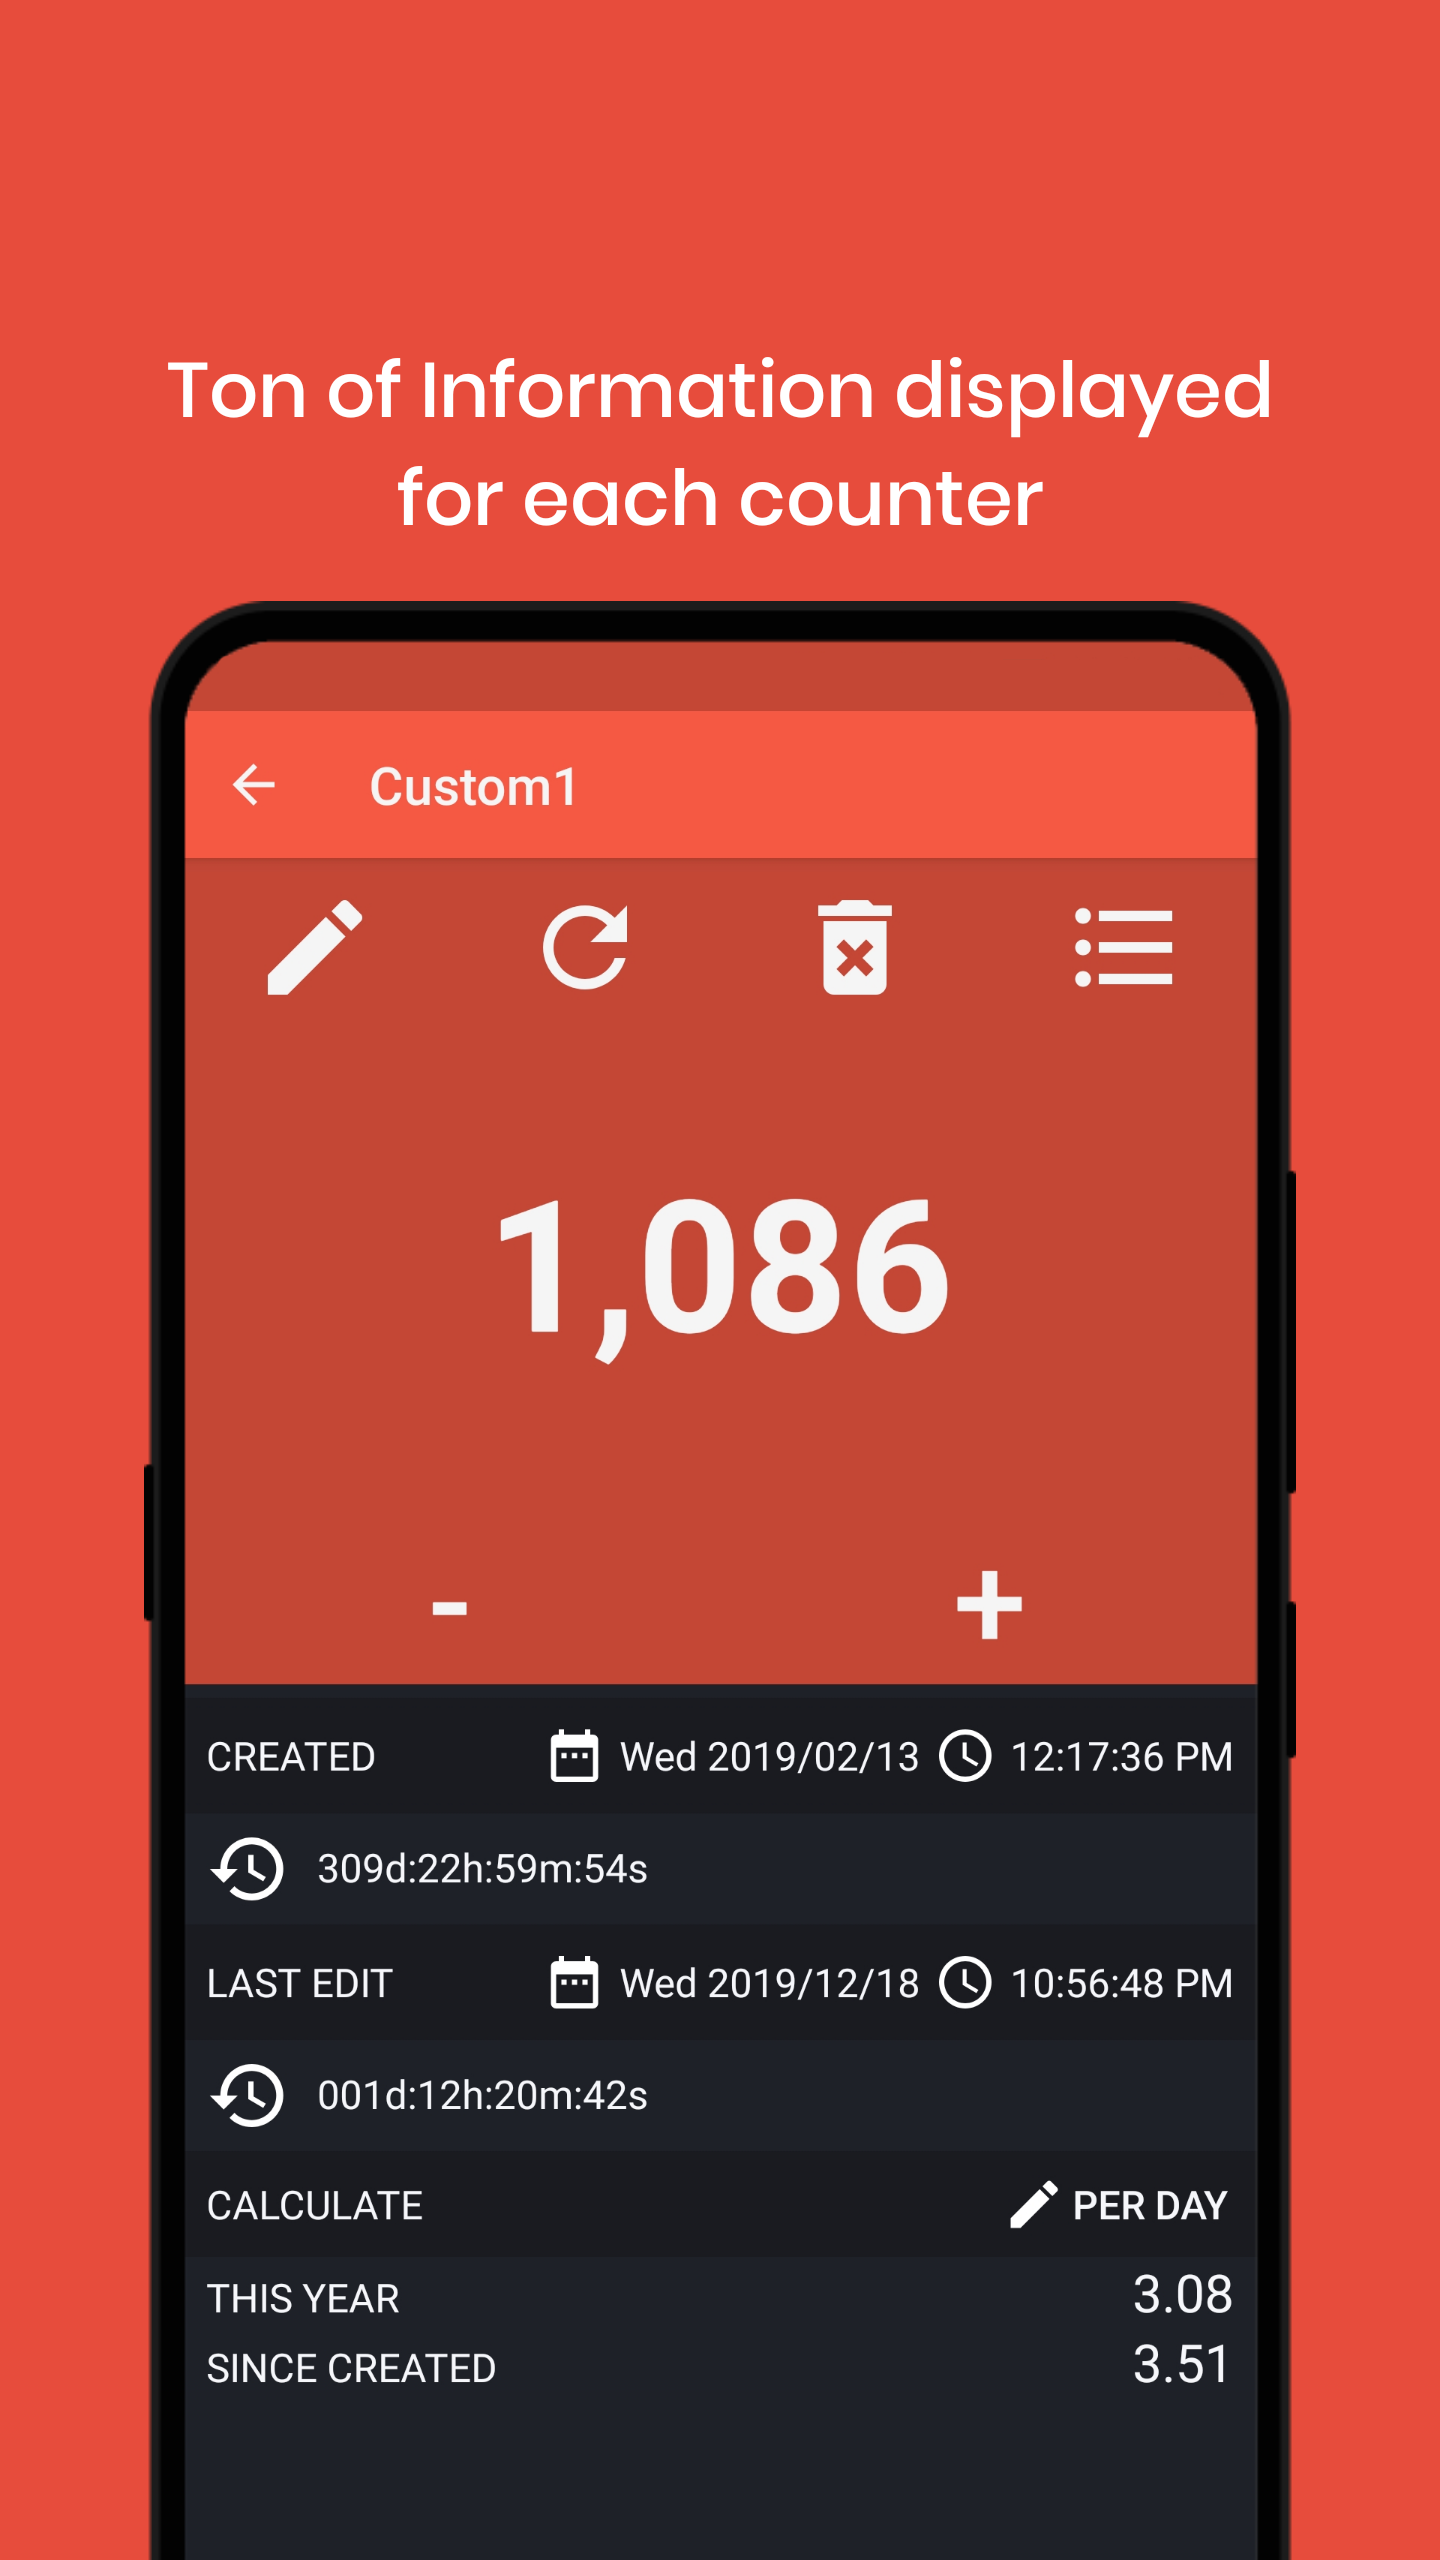 Ton of Information displayed
for each counter
Custom1
1,086
- +
CREATED Wed 2019/02/13 12:17:36 PM
309d:22h:59m:54s
LAST EDIT Wed 2019/12/18 10:56:48 PM
001d:12h:20m:42s
CALCULATE PER DAY
THIS YEAR 3.08
SINCE CREATED 3.51